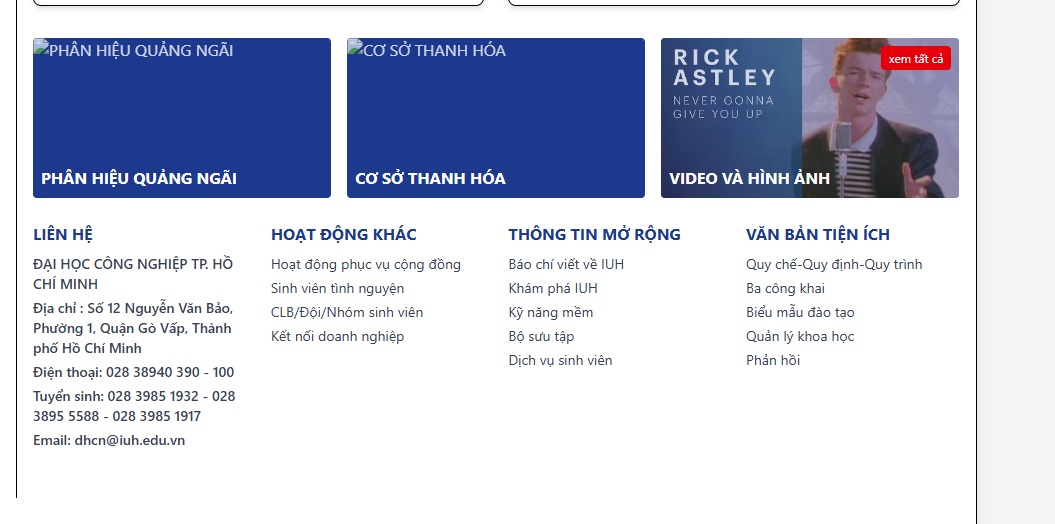 PHÂN HIỆU QUẢNG NGÃI
CƠ SỞ THANH HÓA
RICK
ASTLEY
NEVER GONNA
GIVE YOU UP
xem tất cả
PHÂN HIỆU QUẢNG NGÃI
CƠ SỞ THANH HÓA
VIDEO VÀ HÌNH ẢNH
LIÊN HỆ
ĐẠI HỌC CÔNG NGHIỆP TP. HỒ
CHÍ MINH
Địa chỉ : Số 12 Nguyễn Văn Bảo,
Phường 1, Quận Gò Vấp, Thành
phố Hồ Chí Minh
Điện thoại: 028 38940 390 - 100
Tuyển sinh: 028 3985 1932 - 028
3895 5588 - 028 3985 1917
Email: dhcn@iuh.edu.vn
HOẠT ĐỘNG KHÁC
Hoạt động phục vụ cộng đồng
Sinh viên tình nguyện
CLB/Đội/Nhóm sinh viên
Kết nối doanh nghiệp
THÔNG TIN MỞ RỘNG
Báo chí viết về IUH
Khám phá IUH
Kỹ năng mềm
Bộ sưu tập
Dịch vụ sinh viên
VĂN BẢN TIỆN ÍCH
Quy chế-Quy định-Quy trình
Ba công khai
Biểu mẫu đào tạo
Quản lý khoa học
Phản hồi